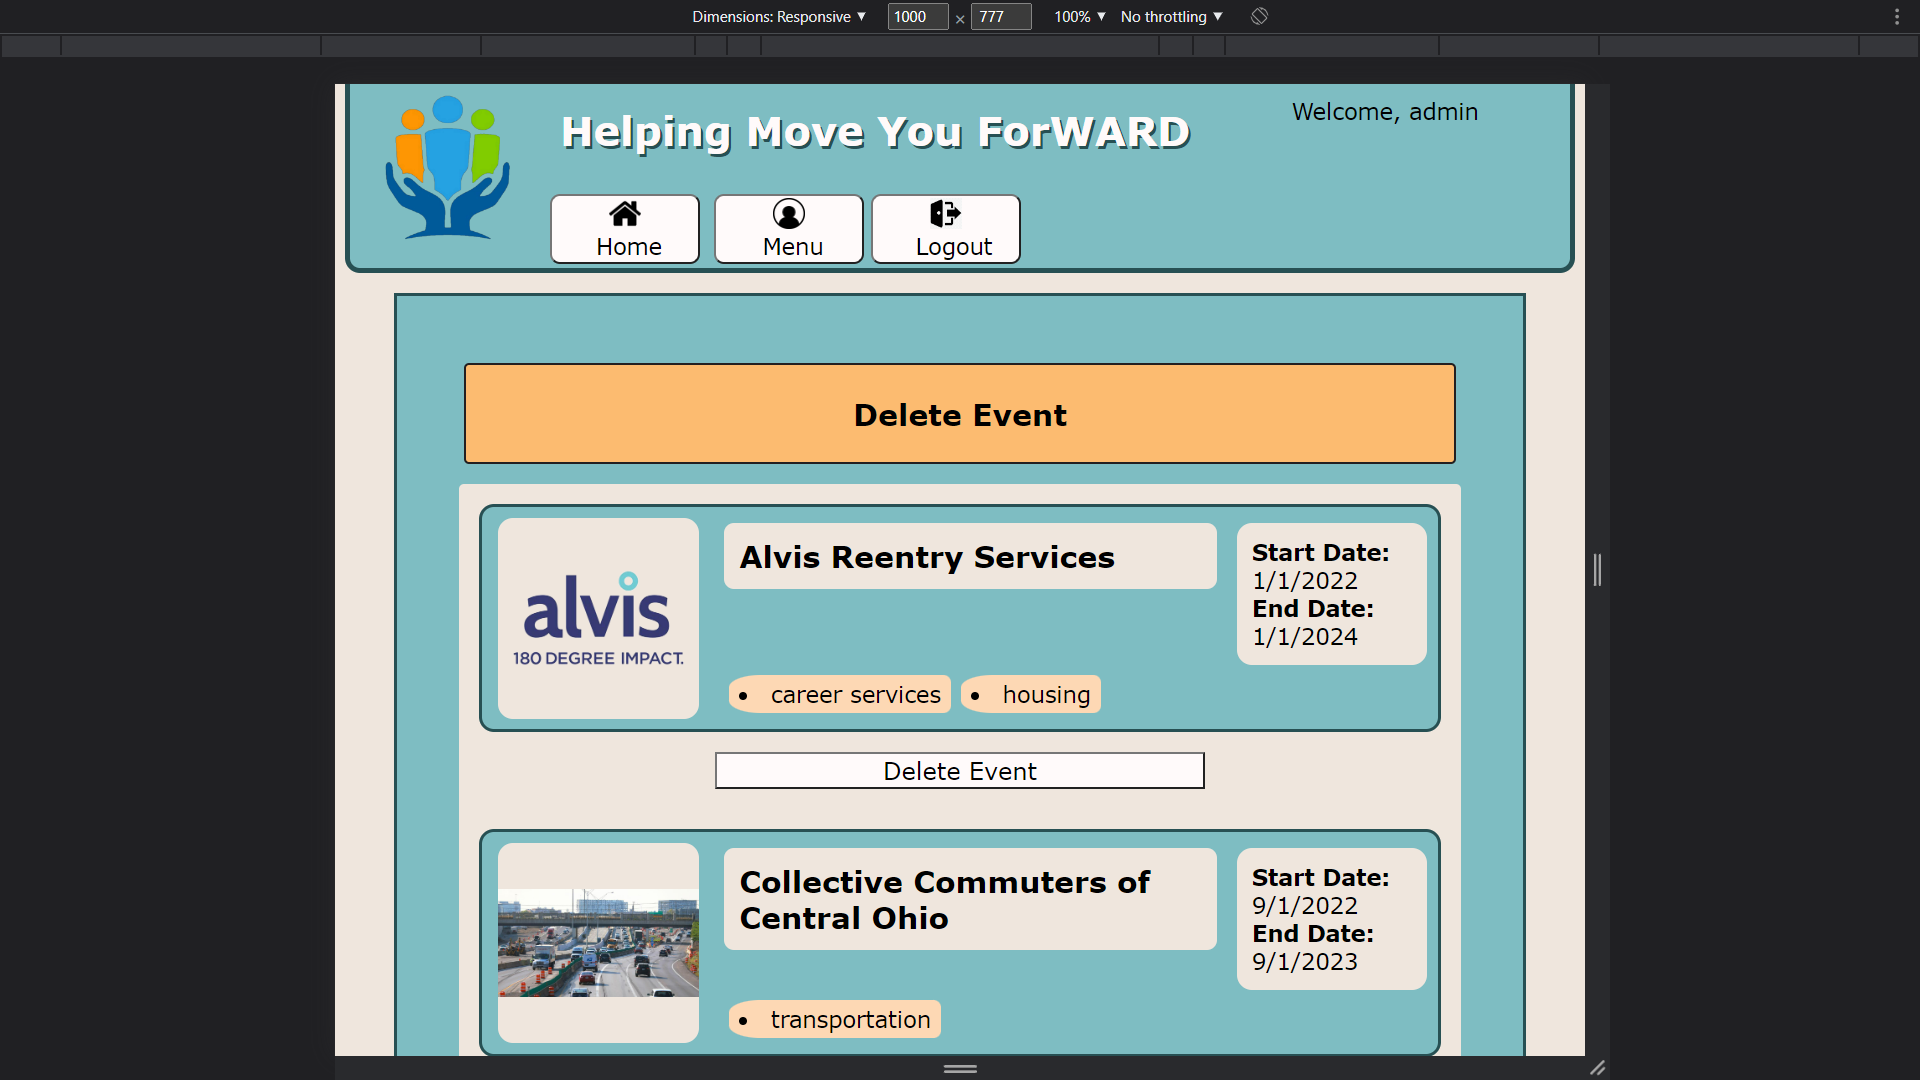 Dimensions: Responsive ▼ 1000 × 777 100% ▼ No throttling ▼
Helping Move You ForWARD
Welcome, admin
Home Menu Logout
Delete Event
Alvis Reentry Services
Start Date:
1/1/2022
End Date:
1/1/2024
alvis
180 DEGREE IMPACT.
• career services • housing
Delete Event
Collective Commuters of
Central Ohio
Start Date:
9/1/2022
End Date:
9/1/2023
• transportation